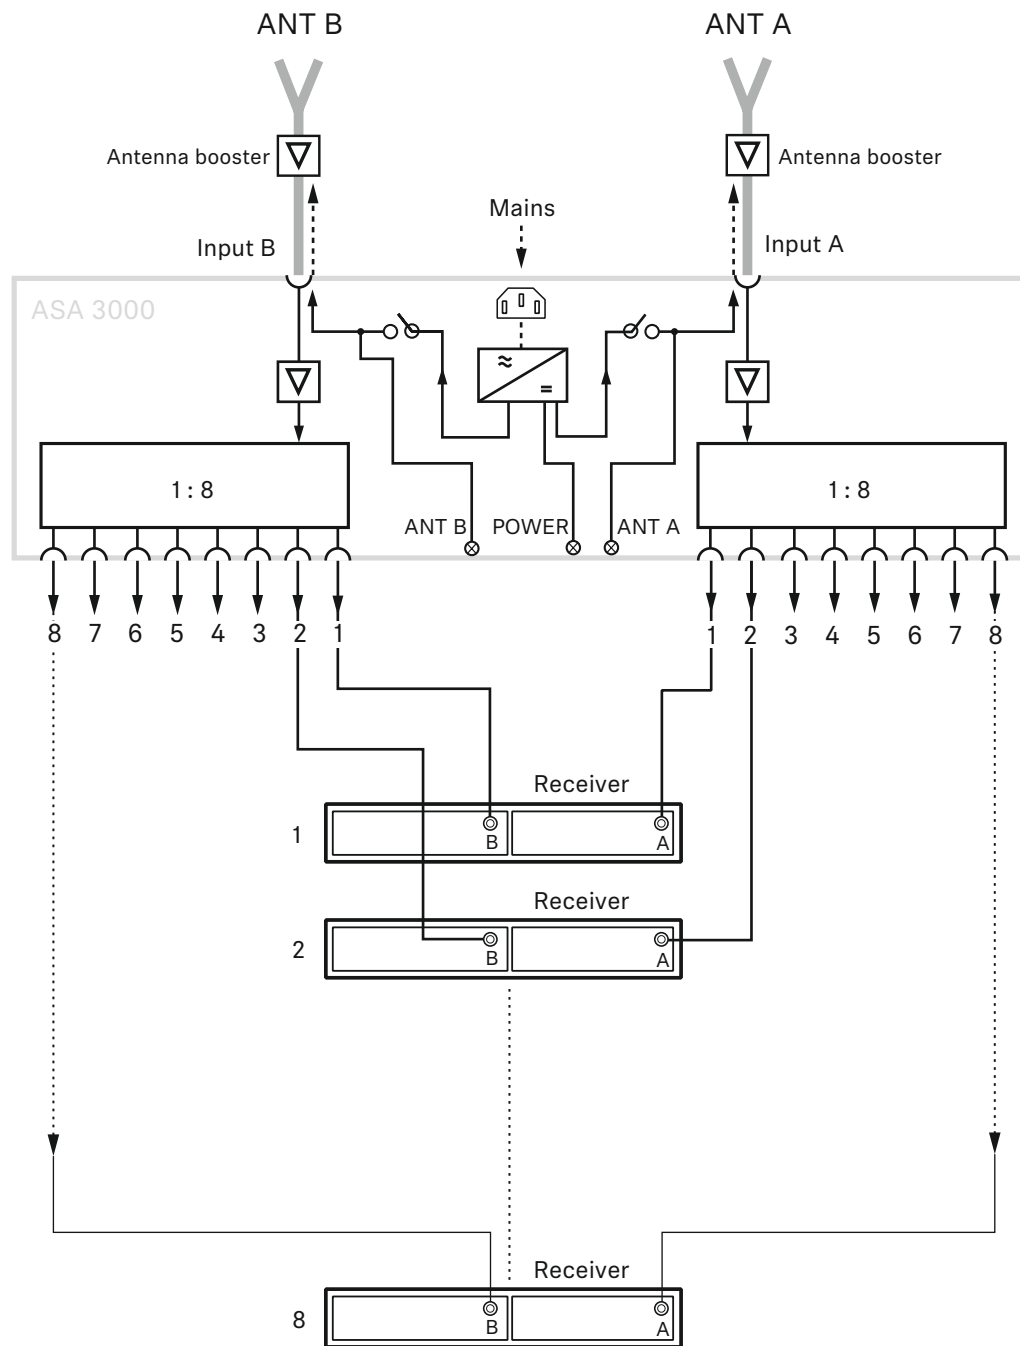 ANT B
ANT A
Antenna booster
Antenna booster
Mains
Input B
Input A
ASA 3000
1 : 8
1 : 8
ANT B
POWER
ANT A
8 7 6 5 4 3 2 1
1 2 3 4 5 6 7 8
Receiver
1
B
A
Receiver
2
B
A
Receiver
8
B
A